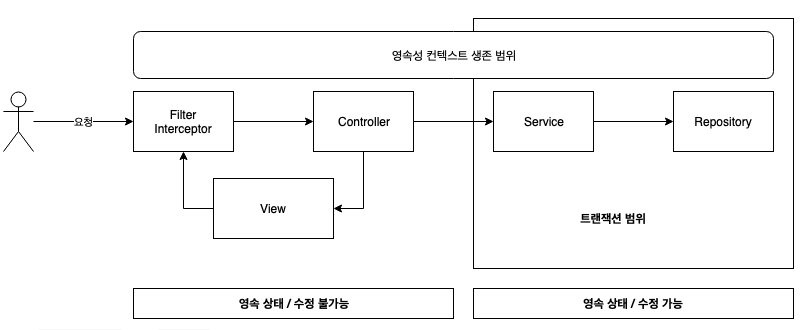 영속성 컨텍스트 생존 범위
요청
Filter
Interceptor
Controller
Service
Repository
View
트랜잭션 범위
영속 상태 / 수정 불가능
영속 상태 / 수정 가능